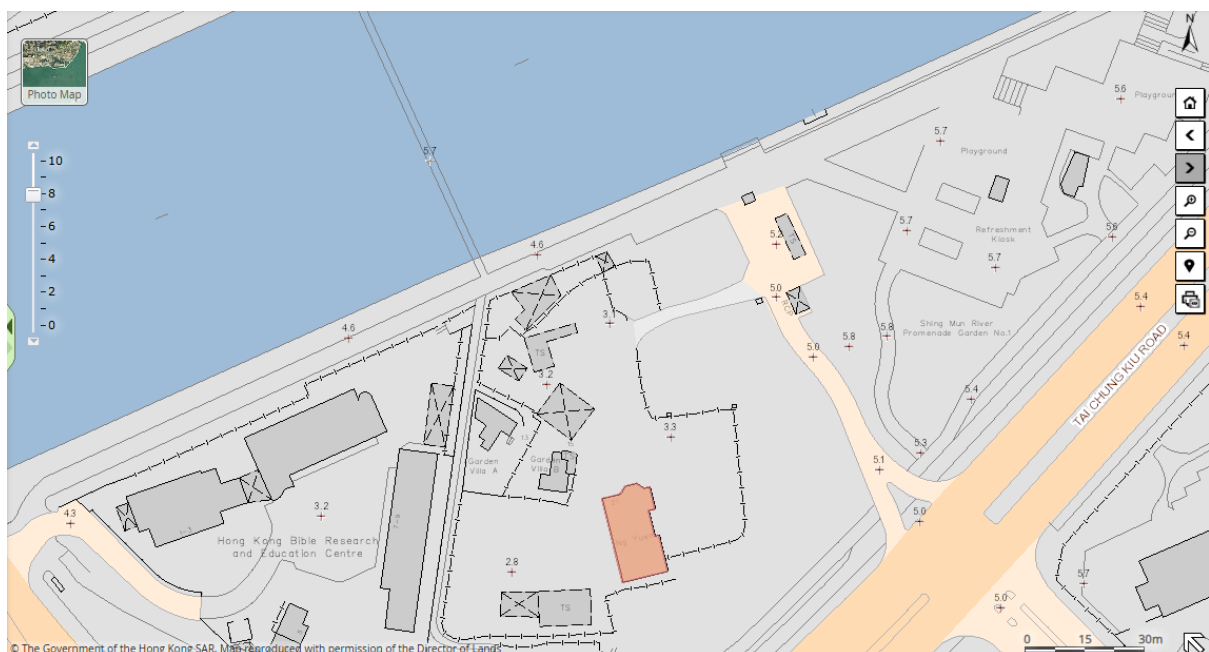 N
Photo Map
10
8
6
4
2
0
5.7
4.6
4.6
5.6
Playground
5.7
Playground
5.7
Refreshment
Kiosk
5.7
5.6
5.2
TS
5.0
RCP
5.0
5.8
5.8
Shing Mun River
Promenade Garden No.1
5.4
5.4
5.4
TAI CHUNG KIU ROAD
5.3
5.1
5.0
3.1
TS
3.2
3.3
Garden
Villa A
Garden
Villa B
4.3
3.2
Hong Kong Bible Research
and Education Centre
2.8
TS
5.7
5.0
0 15 30m
© The Government of the Hong Kong SAR. Map reproduced with permission of the Director of Lands